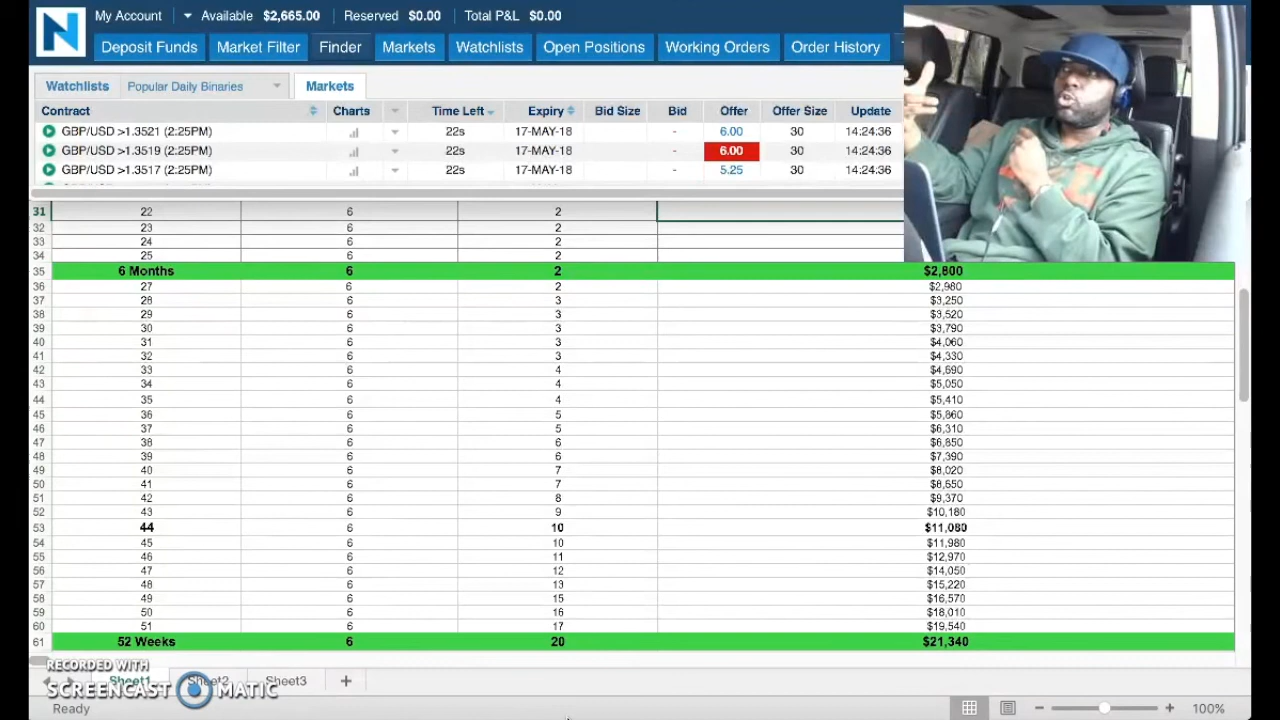 N My Account Available $2,665.00 Reserved $0.00 Total P&L $0.00
Deposit Funds Market Filter Finder Markets Watchlists Open Positions Working Orders Order History
Watchlists Popular Daily Binaries Markets
Contract Charts Time Left Expiry Bid Size Bid Offer Offer Size Update
GBP/USD >1.3521 (2:25PM) 22s 17-MAY-18 - 6.00 30 14:24:36
GBP/USD >1.3519 (2:25PM) 22s 17-MAY-18 - 6.00 30 14:24:36
GBP/USD >1.3517 (2:25PM) 22s 17-MAY-18 - 5.25 30 14:24:36
31 22 6 2
32 23 6 2
33 24 6 2
34 25 6 2
35 6 Months 6 2 $2,800
36 27 6 2 $2,980
37 28 6 3 $3,250
38 29 6 3 $3,520
39 30 6 3 $3,790
40 31 6 3 $4,060
41 32 6 3 $4,330
42 33 6 4 $4,690
43 34 6 4 $5,050
44 35 6 4 $5,410
45 36 6 5 $5,860
46 37 6 5 $6,310
47 38 6 6 $6,850
48 39 6 6 $7,390
49 40 6 7 $8,020
50 41 6 7 $8,650
51 42 6 8 $9,370
52 43 6 9 $10,180
53 44 6 10 $11,080
54 45 6 10 $11,980
55 46 6 11 $12,970
56 47 6 12 $14,050
57 48 6 13 $15,220
58 49 6 15 $16,570
59 50 6 16 $18,010
60 51 6 17 $19,540
61 52 Weeks 6 20 $21,340
RECORDED WITH
SCREENCAST MATIC
Sheet1 Sheet2 Sheet3 +
Ready 100%